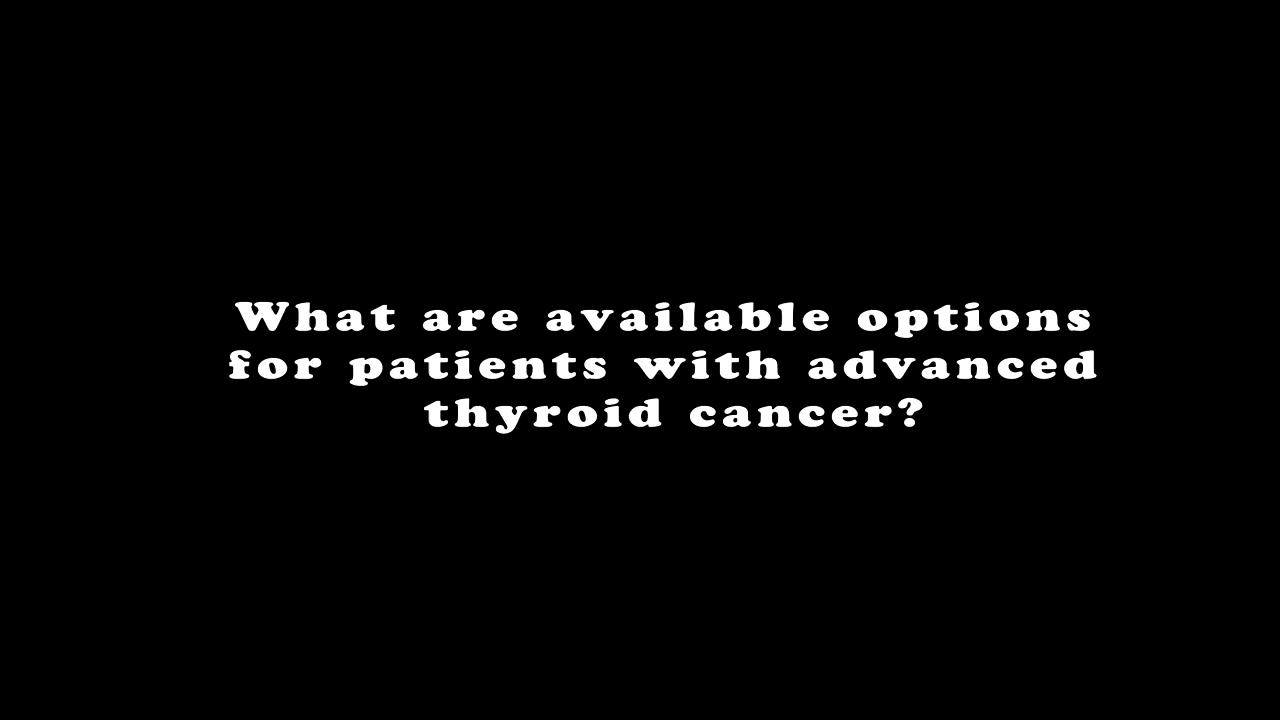 What are available options
for patients with advanced
thyroid cancer?